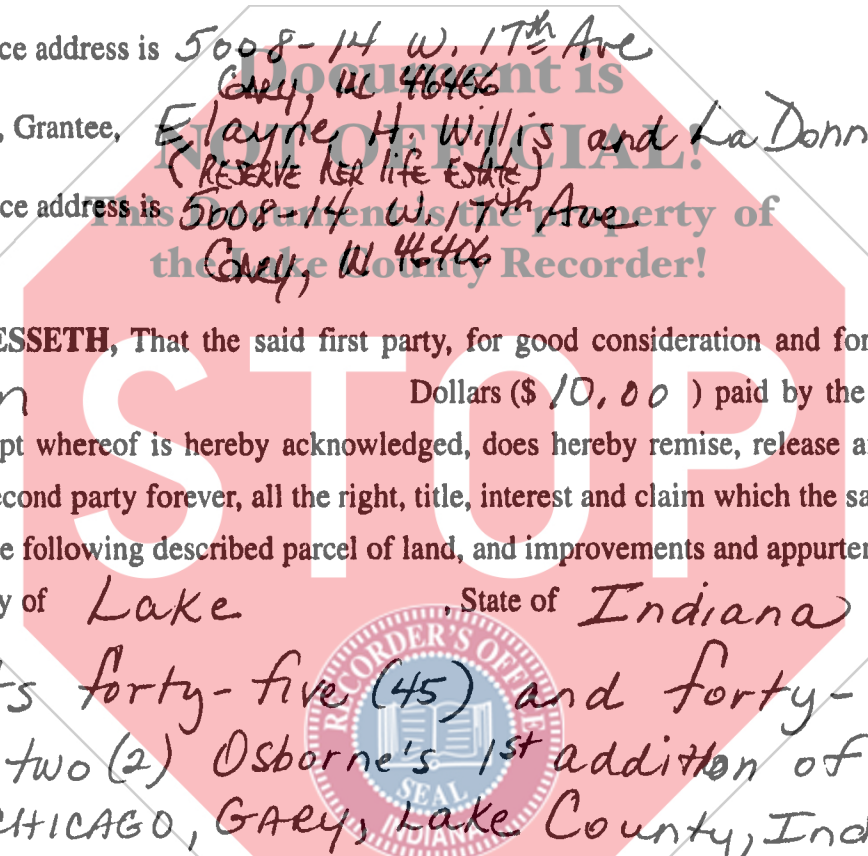 ce address is 5008-14 W. 17th Ave
Gary, IN 46406
Document is
, Grantee, Elayne H. Willis and La Donn
NOT OFFICIAL!
(RESERVE HER life EstAte)
ce address is 5008-14 W. 17th Ave
This Document is the property of
Gary, IN 46406
the Lake County Recorder!
ESSETH, That the said first party, for good consideration and for
n Dollars ($ 10.00 ) paid by the
pt whereof is hereby acknowledged, does hereby remise, release a
econd party forever, all the right, title, interest and claim which the sa
e following described parcel of land, and improvements and appurte
y of Lake , State of Indiana
STOP
ts forty-five (45) and forty-
two (2) Osborne's 1st addition of
CHICAGO, GARY, Lake County, Ind
RECORDER'S OFFICE
SEAL
INDIANA